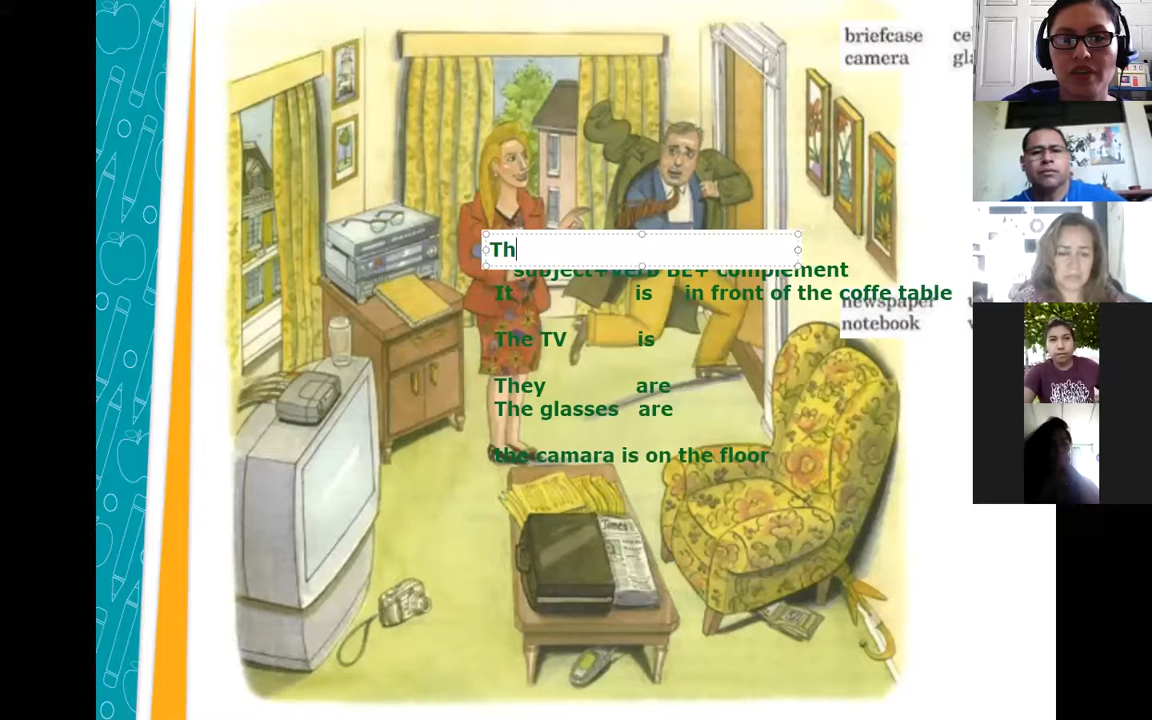 briefcase
camera
Th
subject+verb BE+ complement
It is in front of the coffe table
newspaper
notebook
The TV is
They are
The glasses are
the camara is on the floor
Times